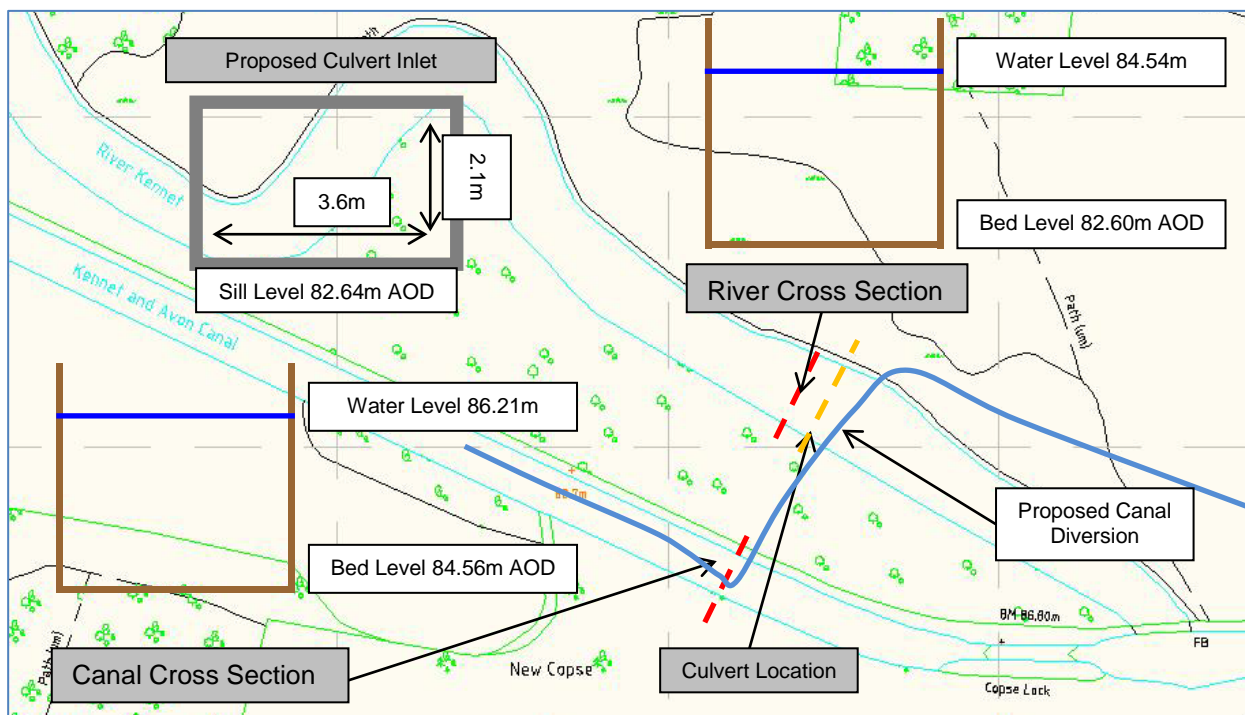 Proposed Culvert Inlet
Path
Water Level 84.54m
River Kennet
2.1m
3.6m
Bed Level 82.60m AOD
Sill Level 82.64m AOD
River Cross Section
Kennet and Avon Canal
Path (um)
Water Level 86.21m
Proposed Canal
Diversion
Bed Level 84.56m AOD
BM 86.80m
FB
Path (um)
Canal Cross Section
New Copse
Culvert Location
Copse Lock